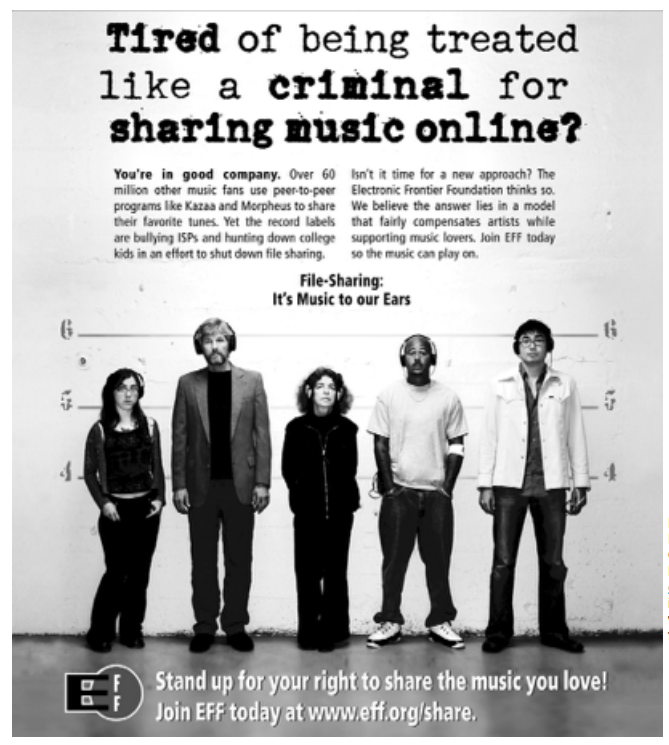 Tired of being treated
like a criminal for
sharing music online?
You're in good company. Over 60
million other music fans use peer-to-peer
programs like Kazaa and Morpheus to share
their favorite tunes. Yet the record labels
are bullying ISPs and hunting down college
kids in an effort to shut down file sharing.
Isn't it time for a new approach? The
Electronic Frontier Foundation thinks so.
We believe the answer lies in a model
that fairly compensates artists while
supporting music lovers. Join EFF today
so the music can play on.
File-Sharing:
It's Music to our Ears
EFF
Stand up for your right to share the music you love!
Join EFF today at www.eff.org/share.